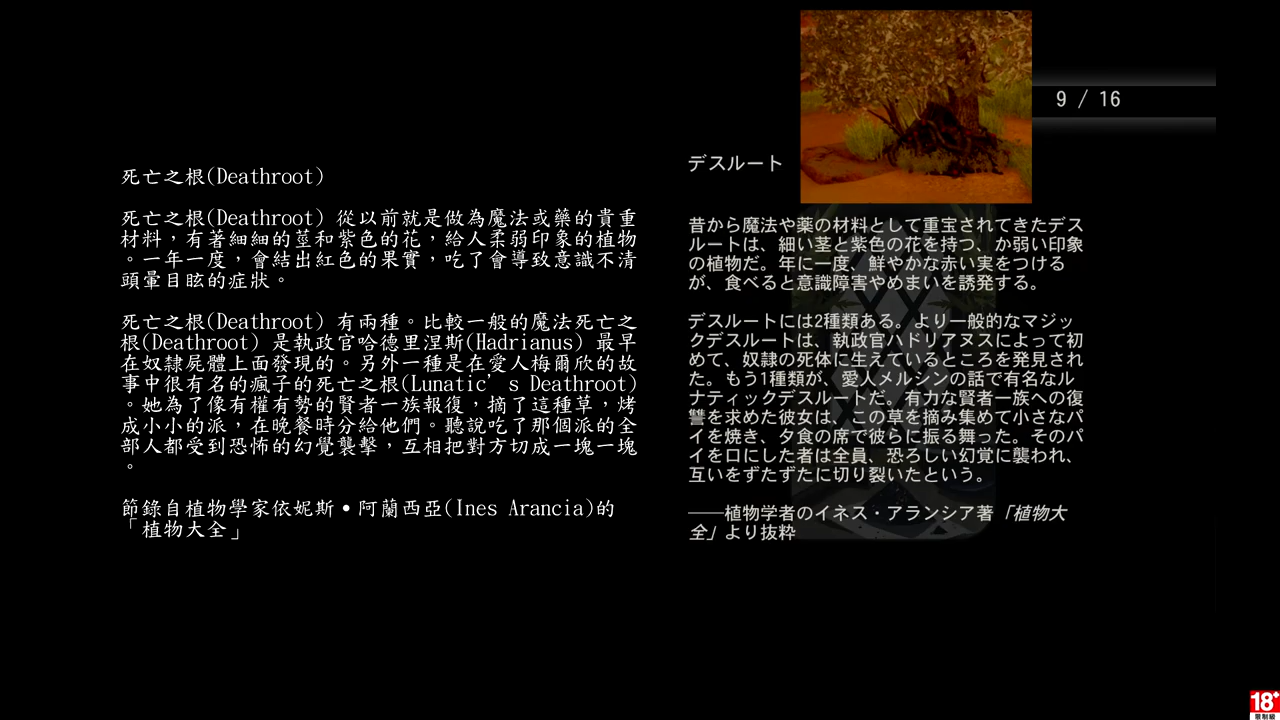 死亡之根(Deathroot)
死亡之根(Deathroot) 從以前就是做為魔法或藥的貴重
材料，有著細細的莖和紫色的花，給人柔弱印象的植物
。一年一度，會結出紅色的果實，吃了會導致意識不清
頭暈目眩的症狀。
死亡之根(Deathroot) 有兩種。比較一般的魔法死亡之
根(Deathroot) 是執政官哈德里涅斯(Hadrianus) 最早
在奴隸屍體上面發現的。另外一種是在愛人梅爾欣的故
事中很有名的瘋子的死亡之根(Lunatic’s Deathroot)
。她為了像有權有勢的賢者一族報復，摘了這種草，烤
成小小的派，在晚餐時分給他們。聽說吃了那個派的全
部人都受到恐怖的幻覺襲擊，互相把對方切成一塊一塊
。
節錄自植物學家依妮斯•阿蘭西亞(Ines Arancia)的
「植物大全」
9 / 16
デスルート
昔から魔法や薬の材料として重宝されてきたデス
ルートは、細い茎と紫色の花を持つ、か弱い印象
の植物だ。年に一度、鮮やかな赤い実をつける
が、食べると意識障害やめまいを誘発する。
デスルートには2種類ある。より一般的なマジッ
クデスルートは、執政官ハドリアヌスによって初
めて、奴隷の死体に生えているところを発見され
た。もう1種類が、愛人メルシンの話で有名なル
ナティックデスルートだ。有力な賢者一族への復
讐を求めた彼女は、この草を摘み集めて小さなパ
イを焼き、夕食の席で彼らに振る舞った。そのパ
イを口にした者は全員、恐ろしい幻覚に襲われ、
互いをずたずたに切り裂いたという。
――植物学者のイネス・アランシア著「植物大
全」より抜粋
18+
限制級